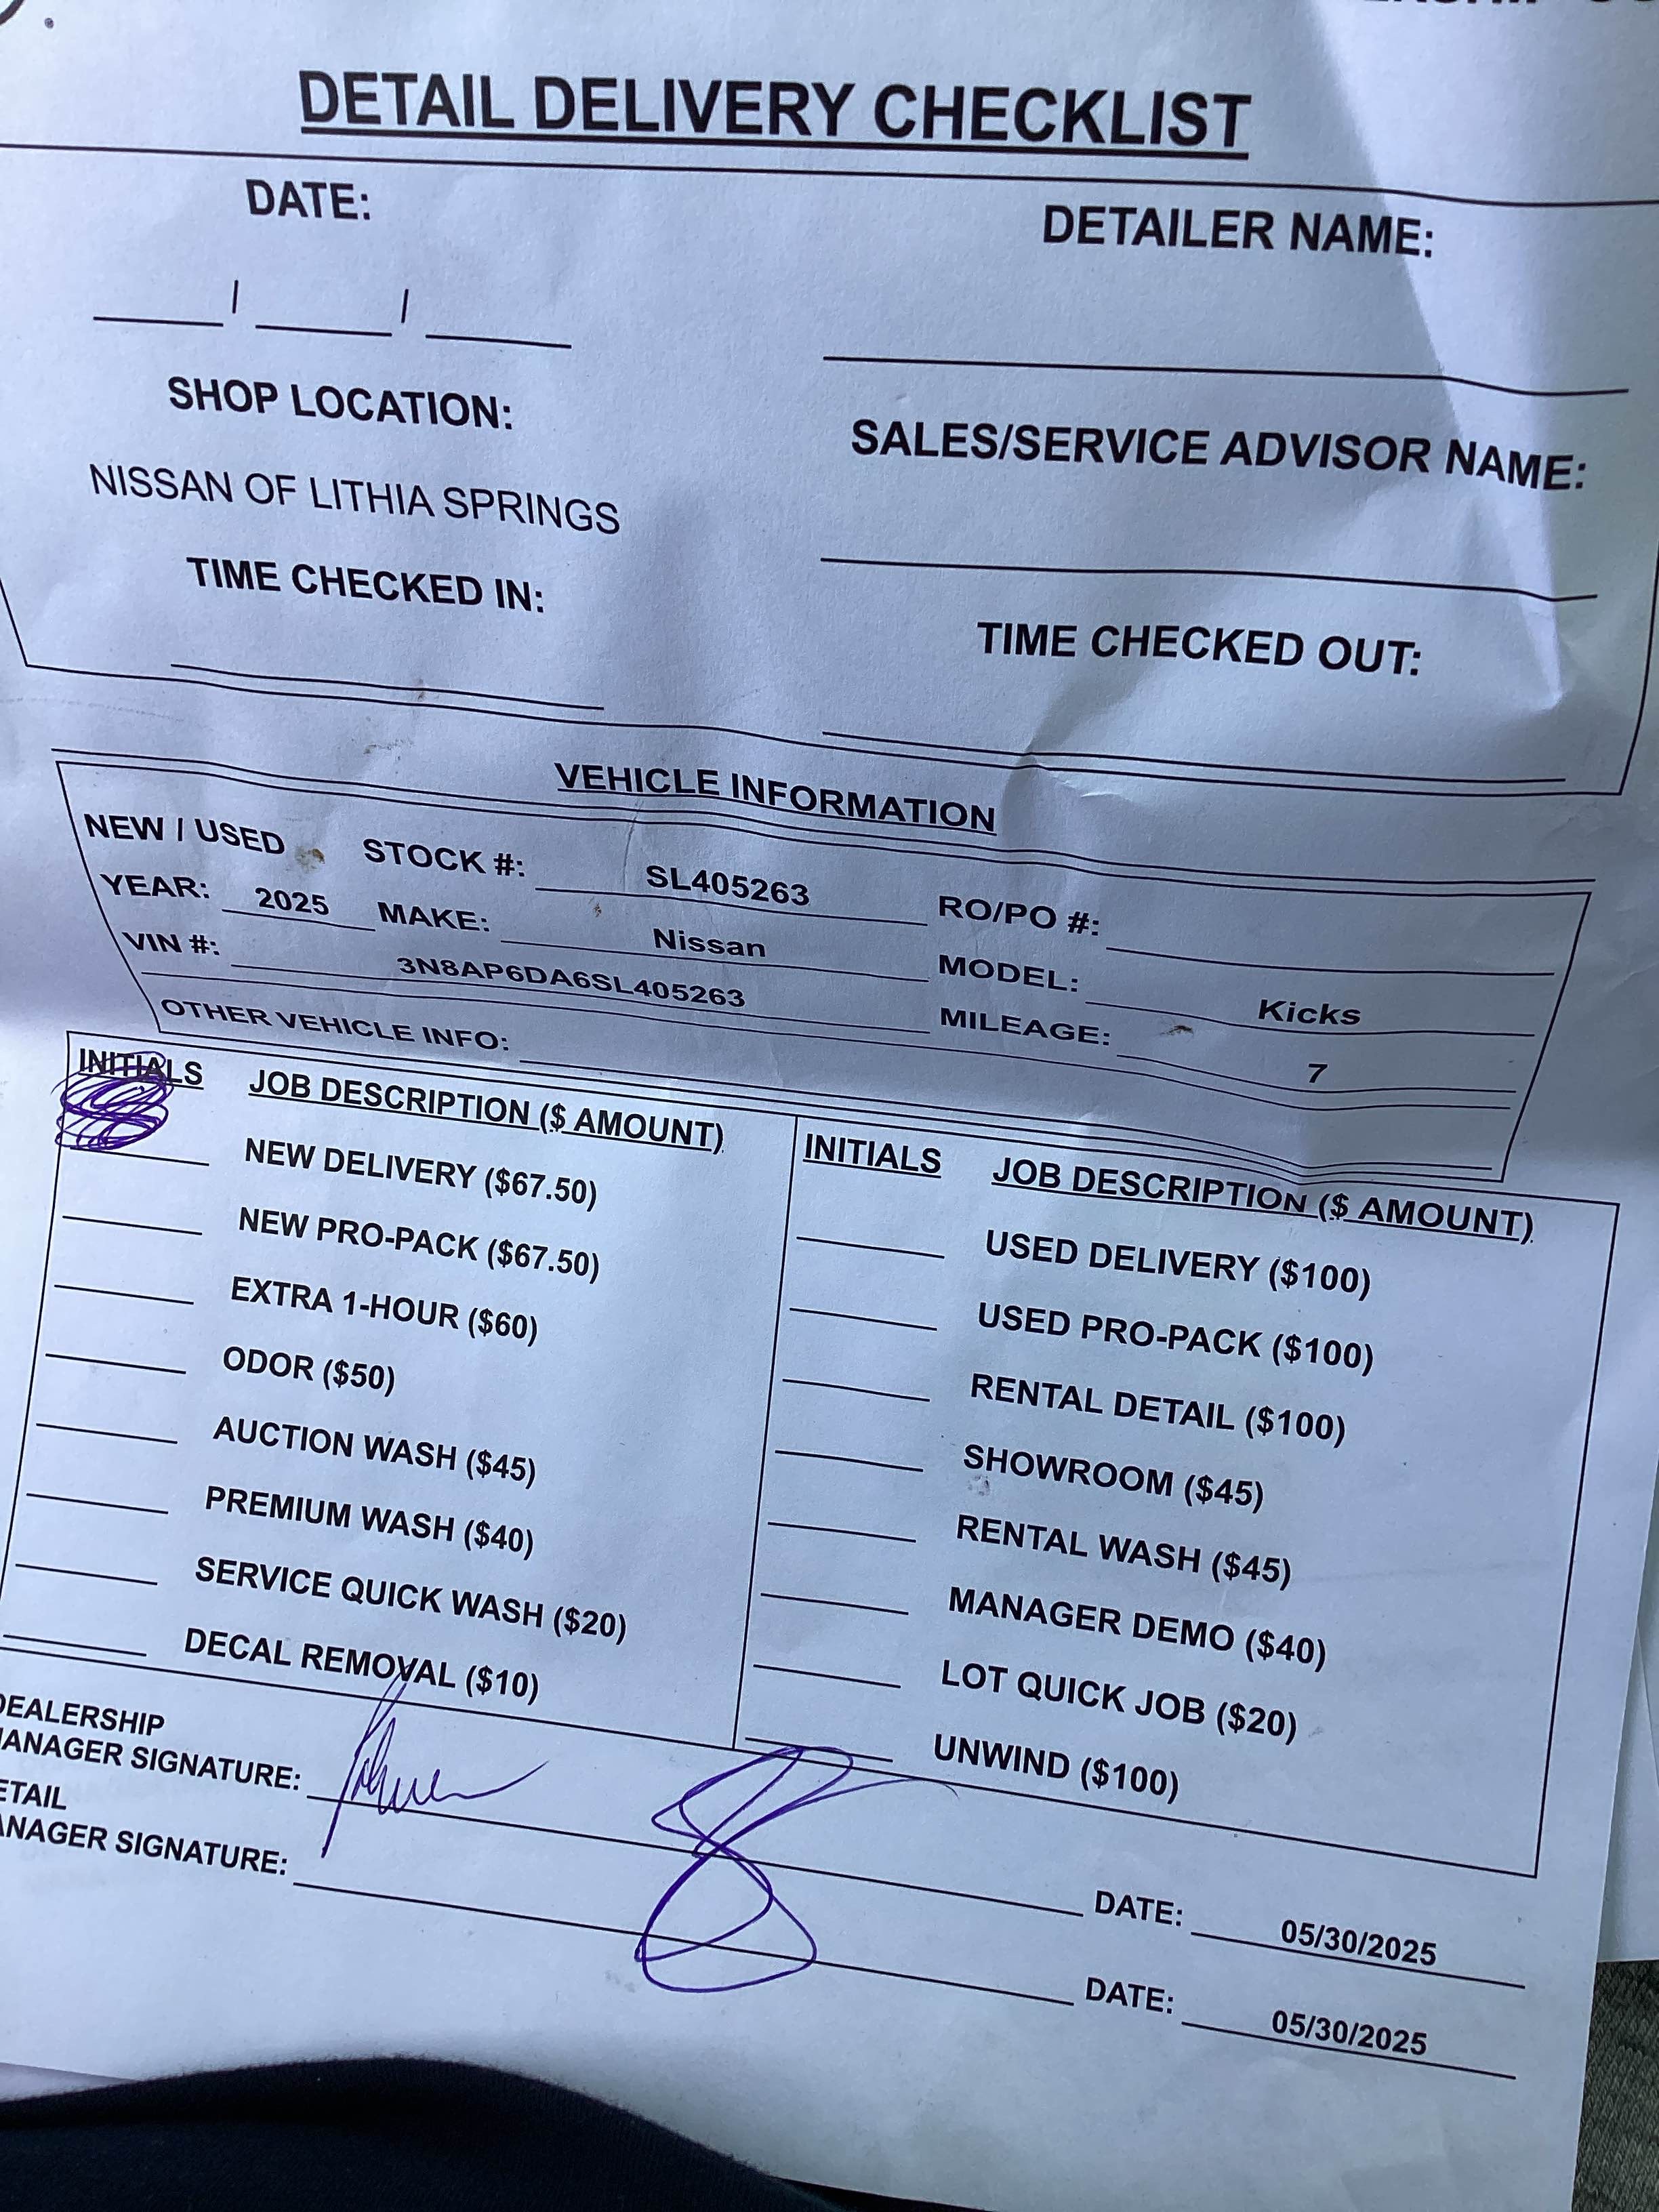 DETAIL DELIVERY CHECKLIST
DATE:
DETAILER NAME:
____/____/____
SHOP LOCATION:
SALES/SERVICE ADVISOR NAME:
NISSAN OF LITHIA SPRINGS
TIME CHECKED IN:
TIME CHECKED OUT:
VEHICLE INFORMATION
NEW / USED STOCK #: SL405263 RO/PO #:
YEAR: 2025 MAKE: Nissan MODEL: Kicks
VIN #: 3N8AP6DA6SL405263 MILEAGE: 7
OTHER VEHICLE INFO:
INITIALS JOB DESCRIPTION ($ AMOUNT)
NEW DELIVERY ($67.50)
NEW PRO-PACK ($67.50)
EXTRA 1-HOUR ($60)
ODOR ($50)
AUCTION WASH ($45)
PREMIUM WASH ($40)
SERVICE QUICK WASH ($20)
DECAL REMOVAL ($10)
INITIALS JOB DESCRIPTION ($ AMOUNT)
USED DELIVERY ($100)
USED PRO-PACK ($100)
RENTAL DETAIL ($100)
SHOWROOM ($45)
RENTAL WASH ($45)
MANAGER DEMO ($40)
LOT QUICK JOB ($20)
UNWIND ($100)
DEALERSHIP
MANAGER SIGNATURE: DATE: 05/30/2025
DETAIL
MANAGER SIGNATURE: DATE: 05/30/2025